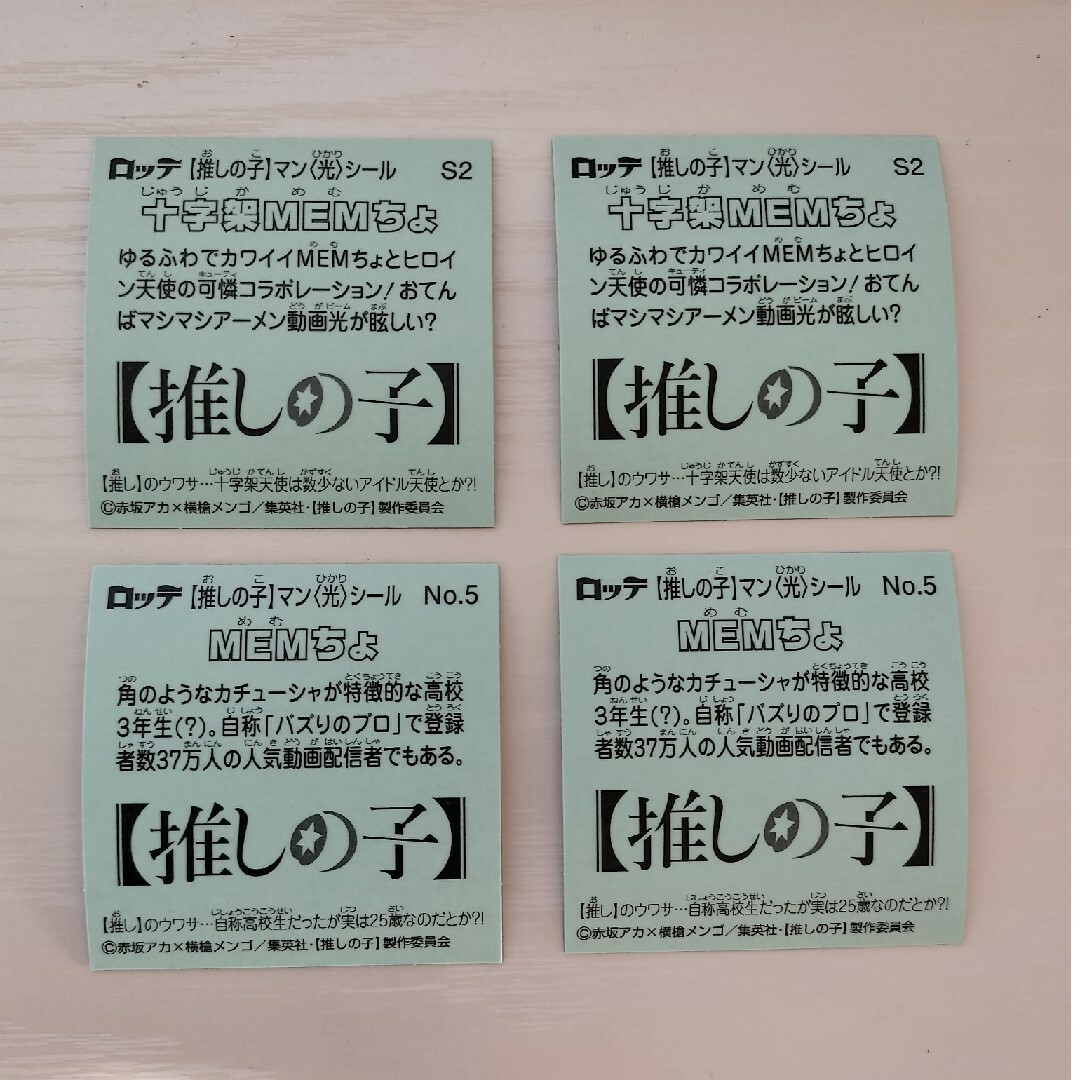 ロッテ【推しの子】マン〈光〉シール S2
十字架MEMちょ
ゆるふわでカワイイMEMちょとヒロイ
ン天使の可憐コラボレーション!おてん
ばマシマシアーメン動画光が眩しい?
【推しの子】
【推し】のウワサ…十字架天使は数少ないアイドル天使とか?!
©赤坂アカ×横槍メンゴ/集英社・【推しの子】製作委員会
ロッテ【推しの子】マン〈光〉シール S2
十字架MEMちょ
ゆるふわでカワイイMEMちょとヒロイ
ン天使の可憐コラボレーション!おてん
ばマシマシアーメン動画光が眩しい?
【推しの子】
【推し】のウワサ…十字架天使は数少ないアイドル天使とか?!
©赤坂アカ×横槍メンゴ/集英社・【推しの子】製作委員会
ロッテ【推しの子】マン〈光〉シール No.5
MEMちょ
角のようなカチューシャが特徴的な高校
3年生(?)。自称「バズりのプロ」で登録
者数37万人の人気動画配信者でもある。
【推しの子】
【推し】のウワサ…自称高校生だったが実は25歳なのだとか?!
©赤坂アカ×横槍メンゴ/集英社・【推しの子】製作委員会
ロッテ【推しの子】マン〈光〉シール No.5
MEMちょ
角のようなカチューシャが特徴的な高校
3年生(?)。自称「バズりのプロ」で登録
者数37万人の人気動画配信者でもある。
【推しの子】
【推し】のウワサ…自称高校生だったが実は25歳なのだとか?!
©赤坂アカ×横槍メンゴ/集英社・【推しの子】製作委員会